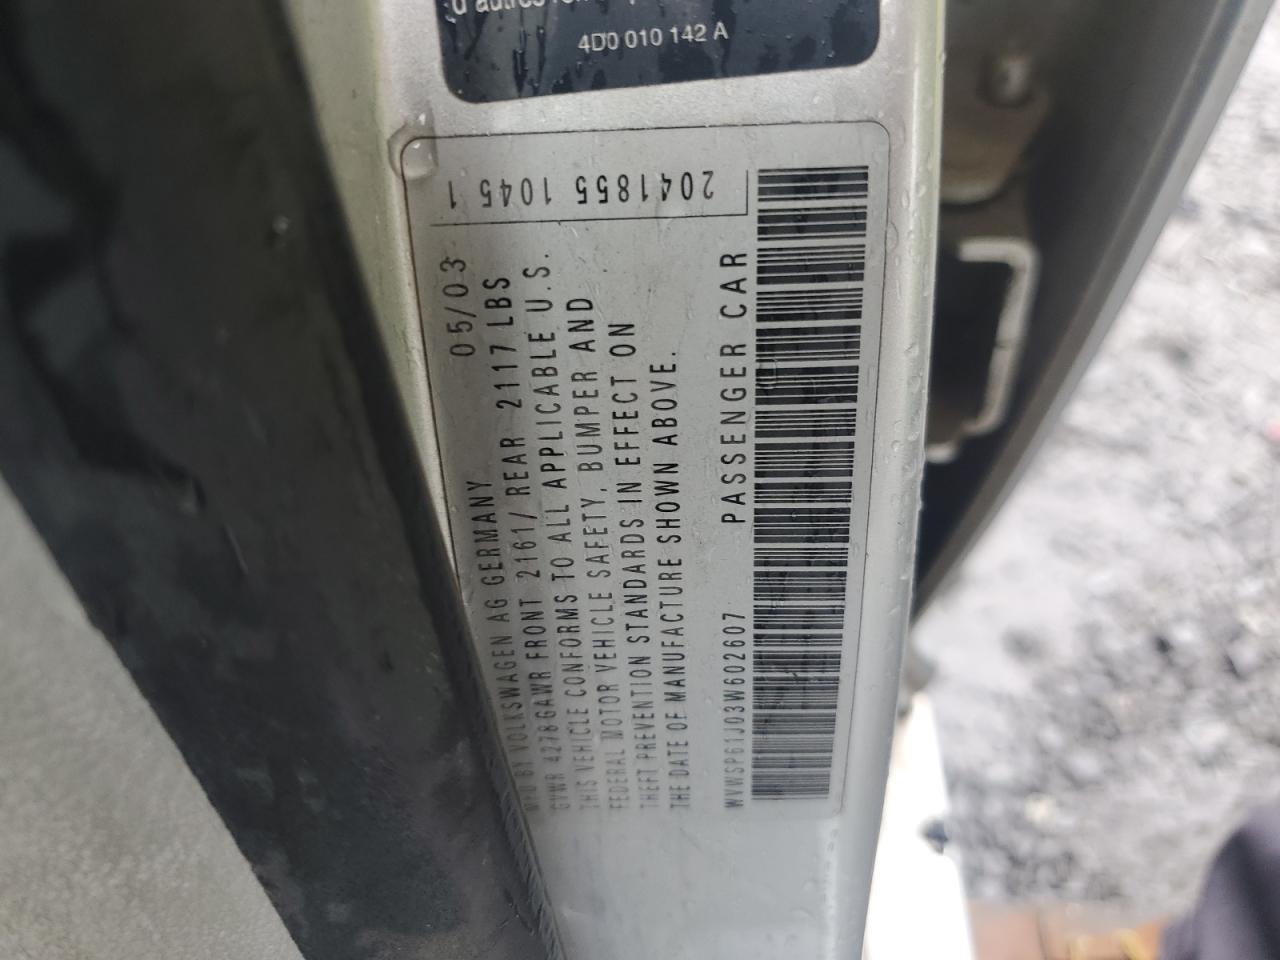 4D0 010 142 A
2041855 1045 1
MFD BY VOLKSWAGEN AG GERMANY 05/03
GVWR 4278 GAWR FRONT 2161/ REAR 2117 LBS
THIS VEHICLE CONFORMS TO ALL APPLICABLE U.S.
FEDERAL MOTOR VEHICLE SAFETY, BUMPER AND
THEFT PREVENTION STANDARDS IN EFFECT ON
THE DATE OF MANUFACTURE SHOWN ABOVE.
WVWSP61J03W602607 PASSENGER CAR